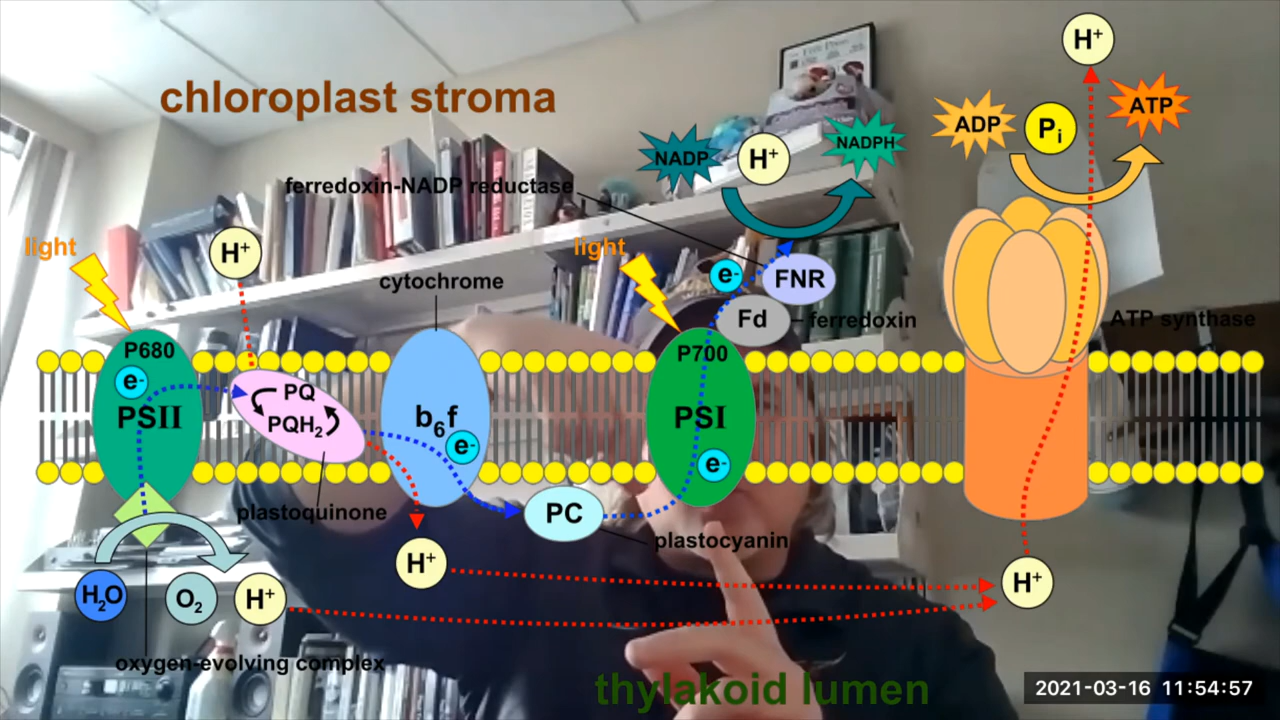 chloroplast stroma
H⁺
ADP
Pᵢ
ATP
NADP
H⁺
NADPH
ferredoxin-NADP reductase
light
H⁺
light
cytochrome
e⁻
FNR
Fd
ferredoxin
ATP synthase
P680
e⁻
PSII
PQ
PQH₂
b₆f
e⁻
P700
PSI
e⁻
plastoquinone
PC
plastocyanin
H⁺
H⁺
H₂O
O₂
H⁺
oxygen-evolving complex
thylakoid lumen
2021-03-16 11:54:57